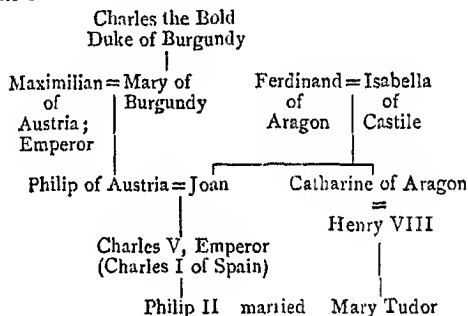 Charles the Bold
Duke of Burgundy
Maximilian = Mary of Ferdinand = Isabella
of Burgundy of of
Austria; Aragon Castile
Emperor
Philip of Austria = Joan Catharine of Aragon
=
Henry VIII
Charles V, Emperor
(Charles I of Spain)
Philip II married Mary Tudor